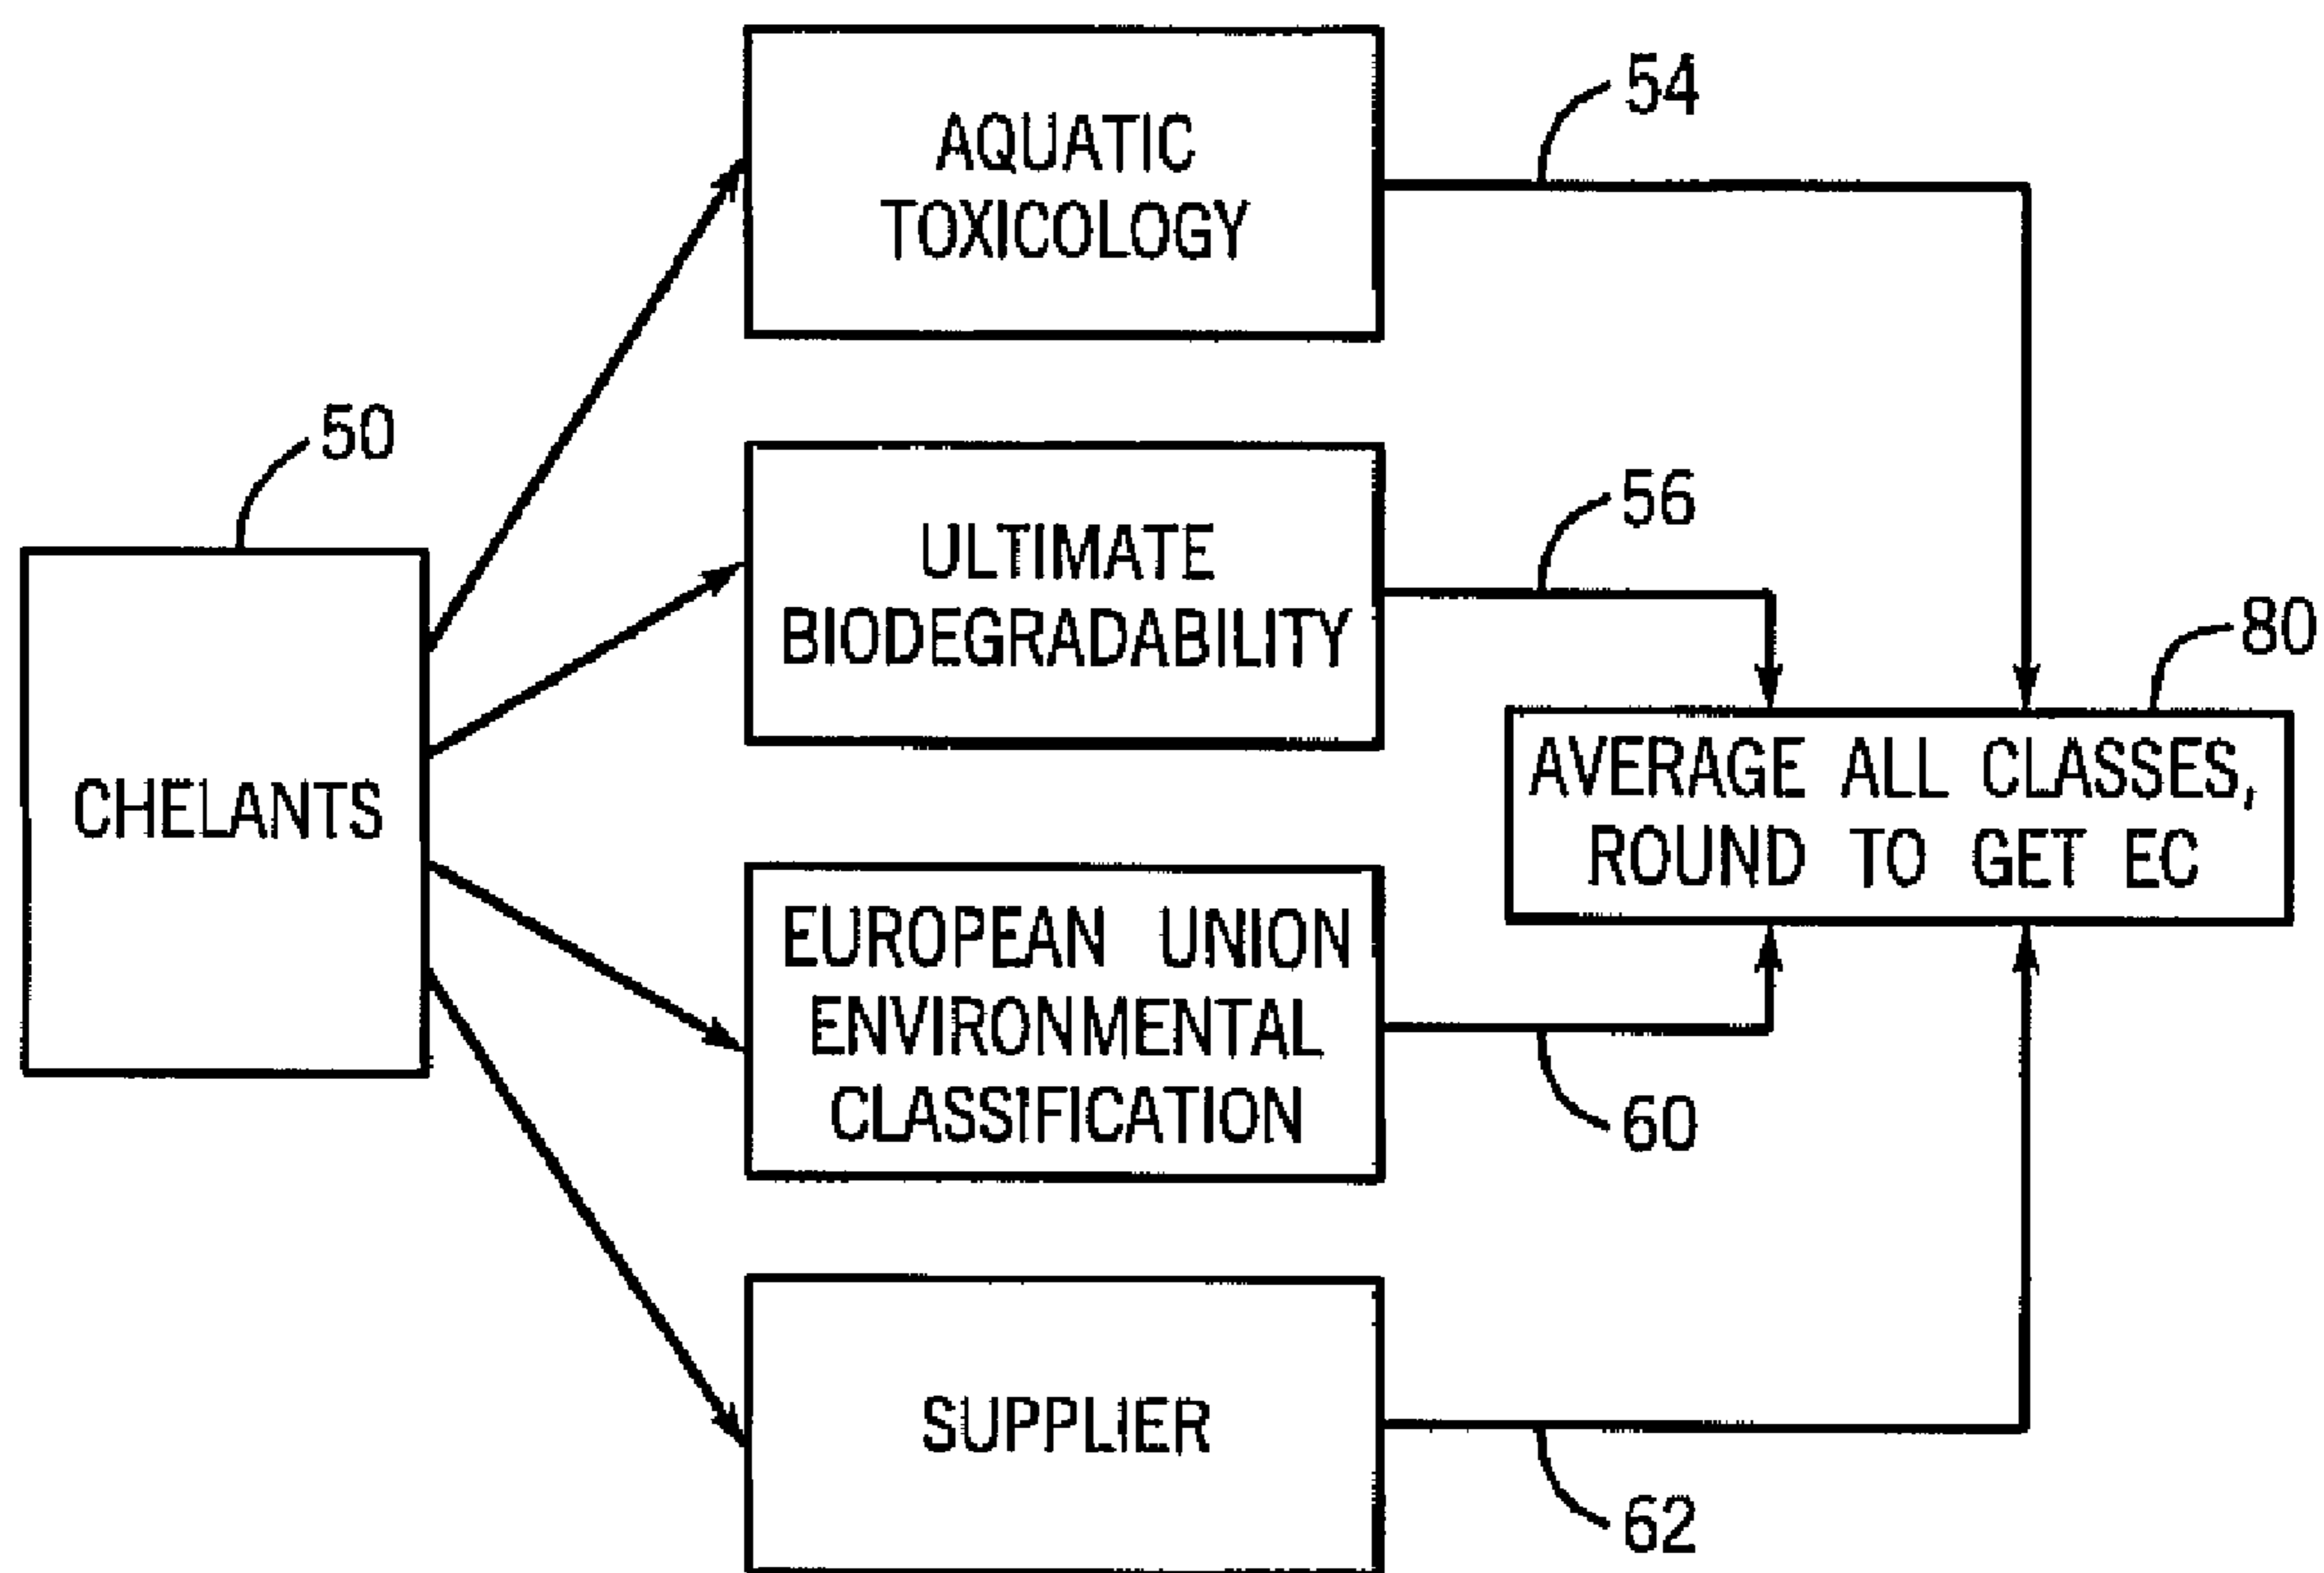 50
CHELANTS
AQUATIC
TOXICOLOGY
54
ULTIMATE
BIODEGRADABILITY
56
EUROPEAN UNION
ENVIRONMENTAL
CLASSIFICATION
60
SUPPLIER
62
80
AVERAGE ALL CLASSES,
ROUND TO GET EC